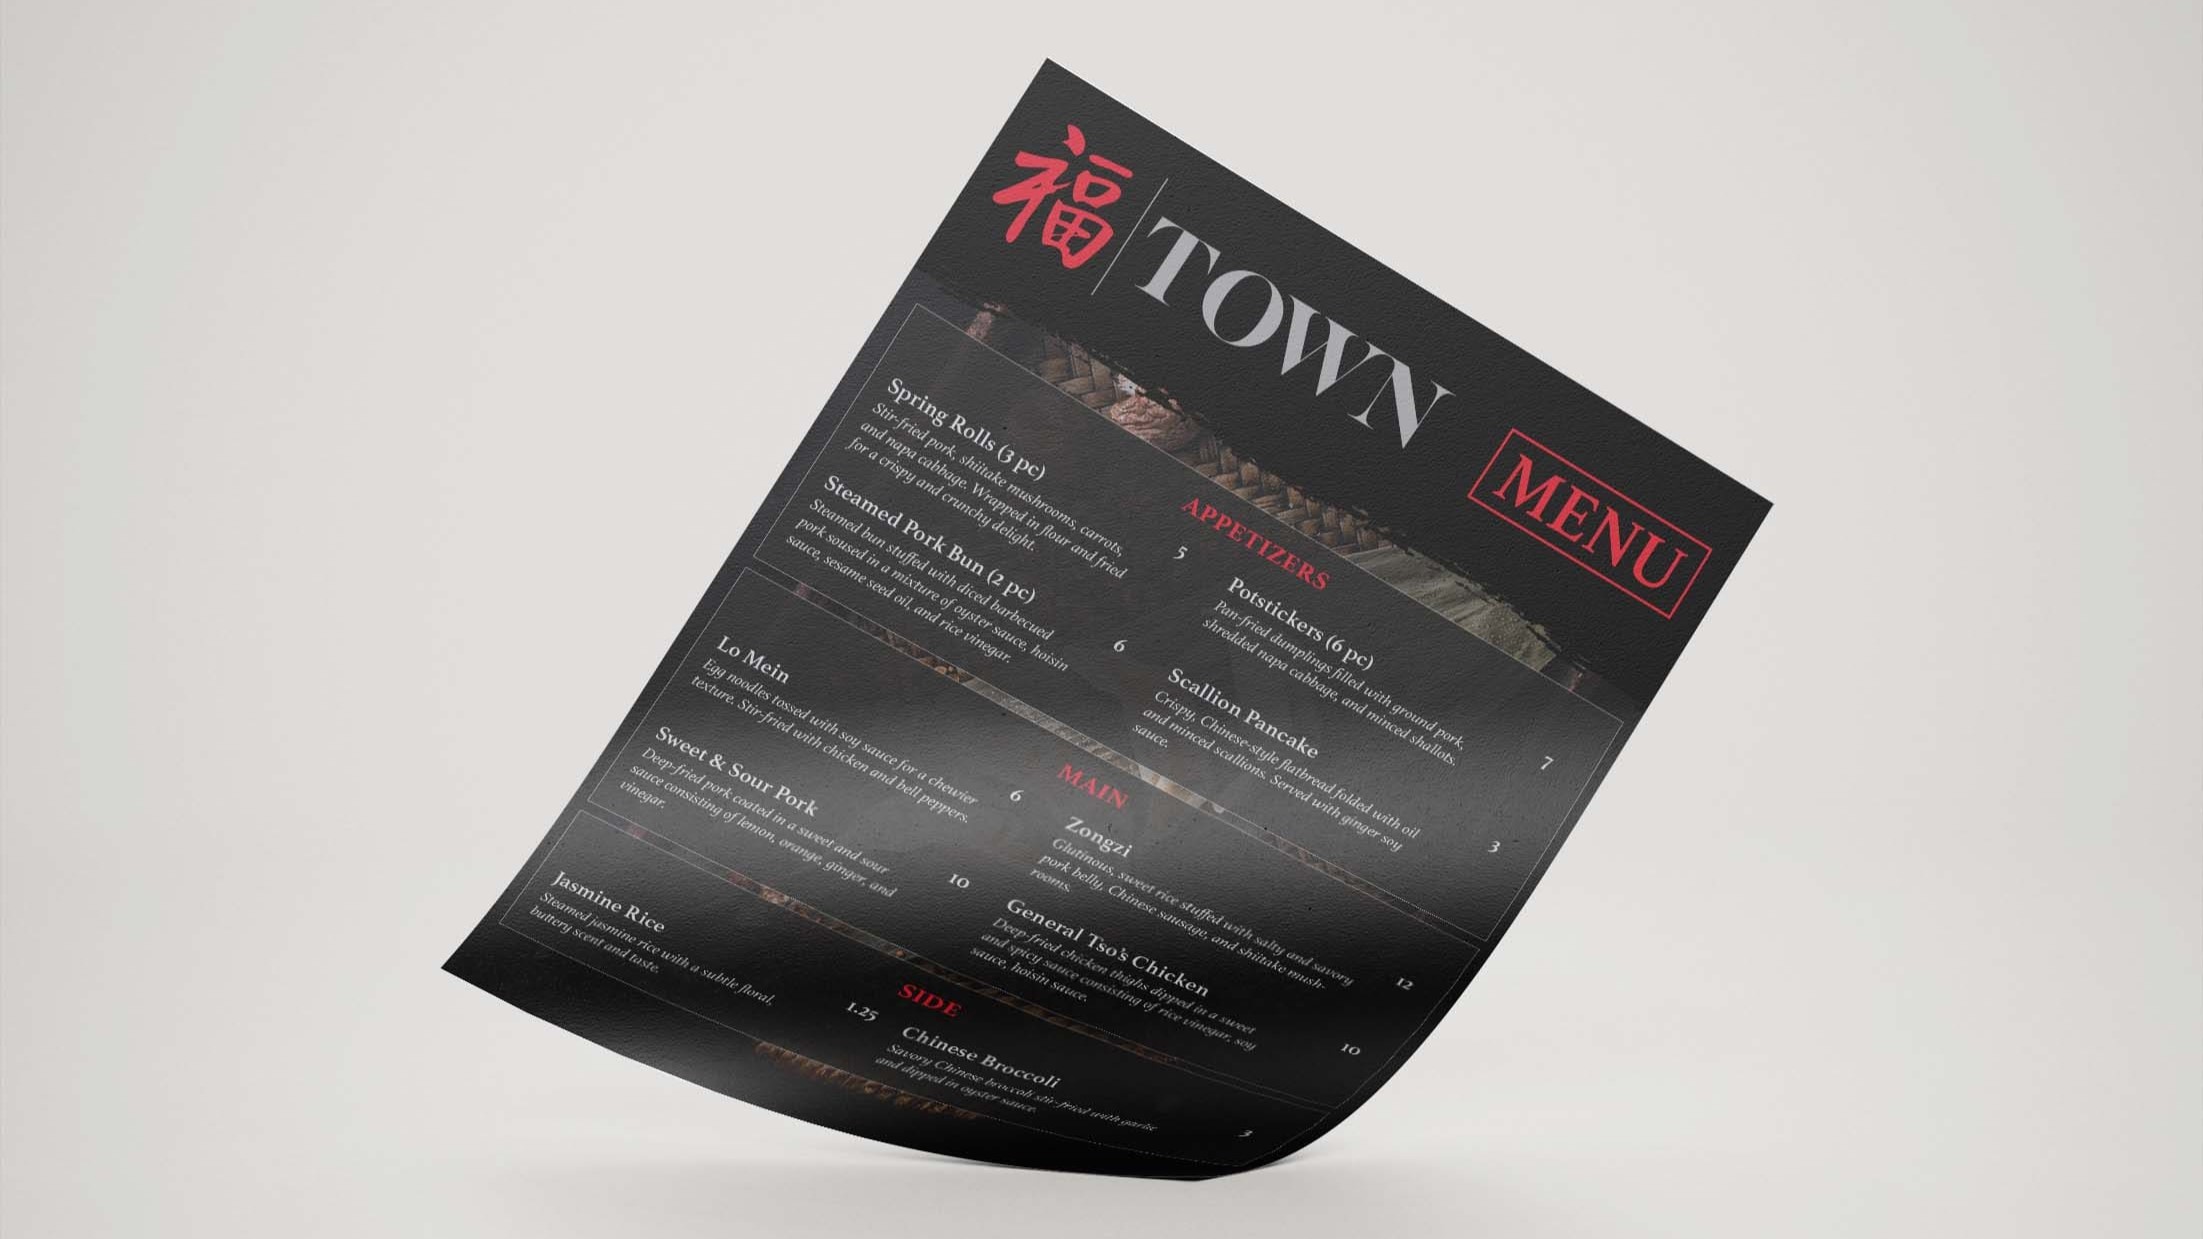 福
TOWN
MENU
APPETIZERS
Spring Rolls (3 pc)
Stir-fried pork, shiitake mushrooms, carrots,
and napa cabbage. Wrapped in flour and fried
for a crispy and crunchy delight.
5
Steamed Pork Bun (2 pc)
Steamed bun stuffed with diced barbecued
pork soused in a mixture of oyster sauce, hoisin
sauce, sesame seed oil, and rice vinegar.
6
Potstickers (6 pc)
Pan-fried dumplings filled with ground pork,
shredded napa cabbage, and minced shallots.
7
Scallion Pancake
Crispy, Chinese-style flatbread folded with oil
and minced scallions. Served with ginger soy
sauce.
3
MAIN
Lo Mein
Egg noodles tossed with soy sauce for a chewier
texture. Stir-fried with chicken and bell peppers.
6
Sweet & Sour Pork
Deep-fried pork coated in a sweet and sour
sauce consisting of lemon, orange, ginger, and
vinegar.
10
Zongzi
Glutinous, sweet rice stuffed with salty and savory
pork belly, Chinese sausage, and shiitake mush-
rooms.
12
General Tso's Chicken
Deep-fried chicken thighs dipped in a sweet
and spicy sauce consisting of rice vinegar, soy
sauce, hoisin sauce.
10
SIDE
Jasmine Rice
Steamed jasmine rice with a subtle floral,
buttery scent and taste.
1.25
Chinese Broccoli
Savory Chinese broccoli stir-fried with garlic
and dipped in oyster sauce.
3